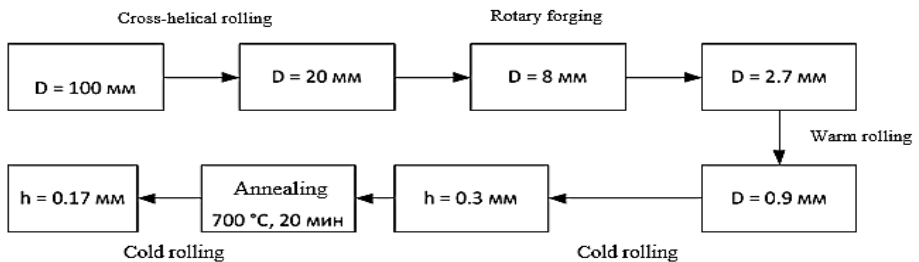 Cross-helical rolling
Rotary forging
D = 100 мм
D = 20 мм
D = 8 мм
D = 2.7 мм
Warm rolling
h = 0.17 мм
Annealing
700 °C, 20 мин
h = 0.3 мм
D = 0.9 мм
Cold rolling
Cold rolling